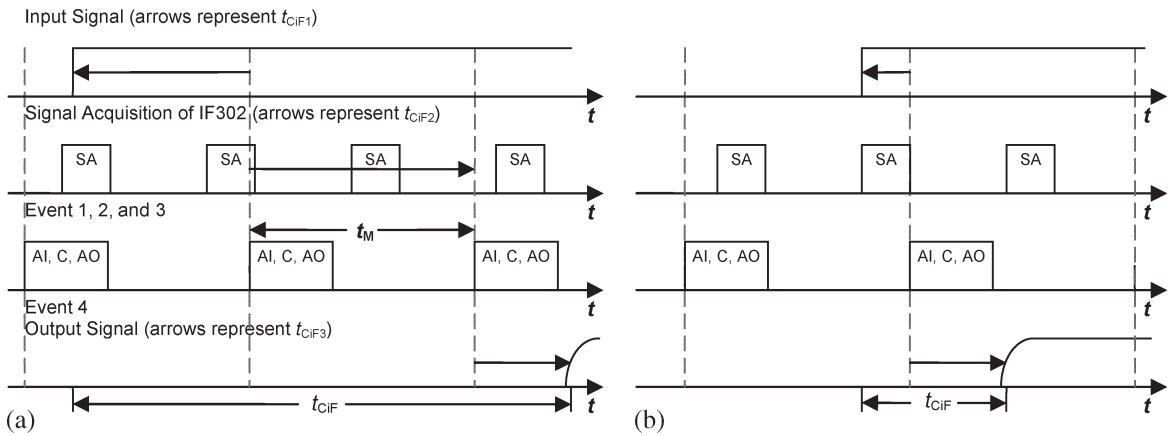 Input Signal (arrows represent tCiF1)
t
t
Signal Acquisition of IF302 (arrows represent tCiF2)
SA
SA
SA
SA
SA
SA
SA
t
t
Event 1, 2, and 3
tM
AI, C, AO
AI, C, AO
AI, C, AO
AI, C, AO
AI, C, AO
t
t
Event 4
Output Signal (arrows represent tCiF3)
tCiF
t
tCiF
t
(a)
(b)